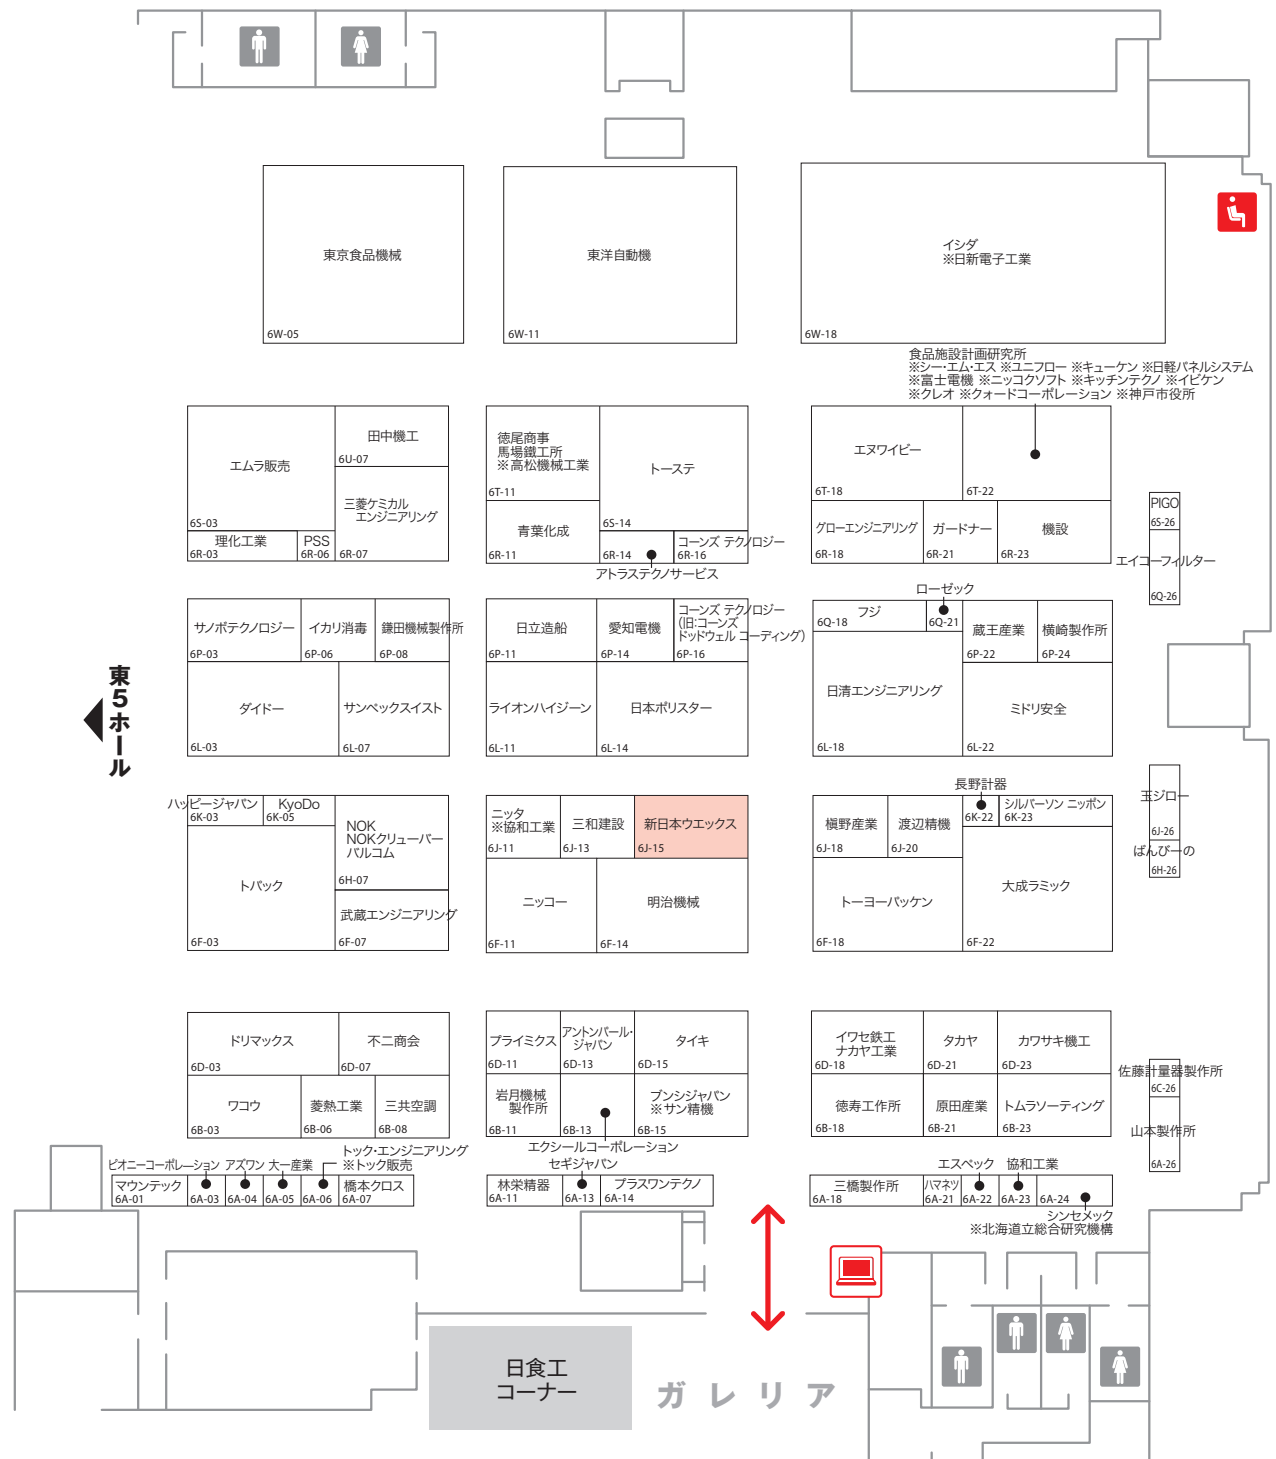 東京食品機械
6W-05
東洋自動機
6W-11
イシダ
※日新電子工業
6W-18
食品施設計画研究所
※シー・エム・エス ※ユニフロー ※キューケン ※日軽パネルシステム
※富士電機 ※ニッコクソフト ※キッチンテクノ ※イビケン
※クレオ ※クォードコーポレーション ※神戸市役所
エムラ販売
6S-03
田中機工
6U-07
三菱ケミカル
エンジニアリング
6R-07
理化工業
6R-03
PSS
6R-06
徳尾商事
馬場鐵工所
※高松機械工業
6T-11
トーステ
6S-14
青葉化成
6R-11
6R-14
アトラステクノサービス
コーンズ テクノロジー
6R-16
エヌワイビー
6T-18
6T-22
グローエンジニアリング
6R-18
ガードナー
6R-21
機設
6R-23
PIGO
6S-26
エイコーフィルター
6Q-26
サノボテクノロジー
6P-03
イカリ消毒
6P-06
鎌田機械製作所
6P-08
ダイドー
6L-03
サンベックスイスト
6L-07
日立造船
6P-11
愛知電機
6P-14
コーンズ テクノロジー
(旧:コーンズ
ドッドウェル コーディング)
6P-16
ライオンハイジーン
6L-11
日本ポリスター
6L-14
ローゼック
フジ
6Q-18
6Q-21
蔵王産業
6P-22
横崎製作所
6P-24
日清エンジニアリング
6L-18
ミドリ安全
6L-22
東5ホール
ハッピージャパン
6K-03
KyoDo
6K-05
NOK
NOKクリューバー
バルコム
6H-07
トパック
6F-03
武蔵エンジニアリング
6F-07
ニッタ
※協和工業
6J-11
三和建設
6J-13
新日本ウエックス
6J-15
ニッコー
6F-11
明治機械
6F-14
長野計器
槇野産業
6J-18
渡辺精機
6J-20
6K-22
シルバーソン ニッポン
6K-23
トーヨーパッケン
6F-18
大成ラミック
6F-22
玉ジロー
6J-26
ばんびーの
6H-26
ドリマックス
6D-03
不二商会
6D-07
ワコウ
6B-03
菱熱工業
6B-06
三共空調
6B-08
プライミクス
6D-11
アントンパール・
ジャパン
6D-13
タイキ
6D-15
岩月機械
製作所
6B-11
6B-13
エクシールコーポレーション
ブンシジャパン
※サン精機
6B-15
イワセ鉄工
ナカヤ工業
6D-18
タカヤ
6D-21
カワサキ機工
6D-23
徳寿工作所
6B-18
原田産業
6B-21
トムラソーティング
6B-23
佐藤計量器製作所
6C-26
山本製作所
6A-26
トック・エンジニアリング
※トック販売
ピオニーコーポレーション
アズワン
大一産業
マウンテック
6A-01
6A-03
6A-04
6A-05
6A-06
橋本クロス
6A-07
セギジャパン
林栄精器
6A-11
6A-13
プラスワンテクノ
6A-14
エスペック
協和工業
三橋製作所
6A-18
ハマネツ
6A-21
6A-22
6A-23
6A-24
シンセメック
※北海道立総合研究機構
日食工
コーナー
ガレリア